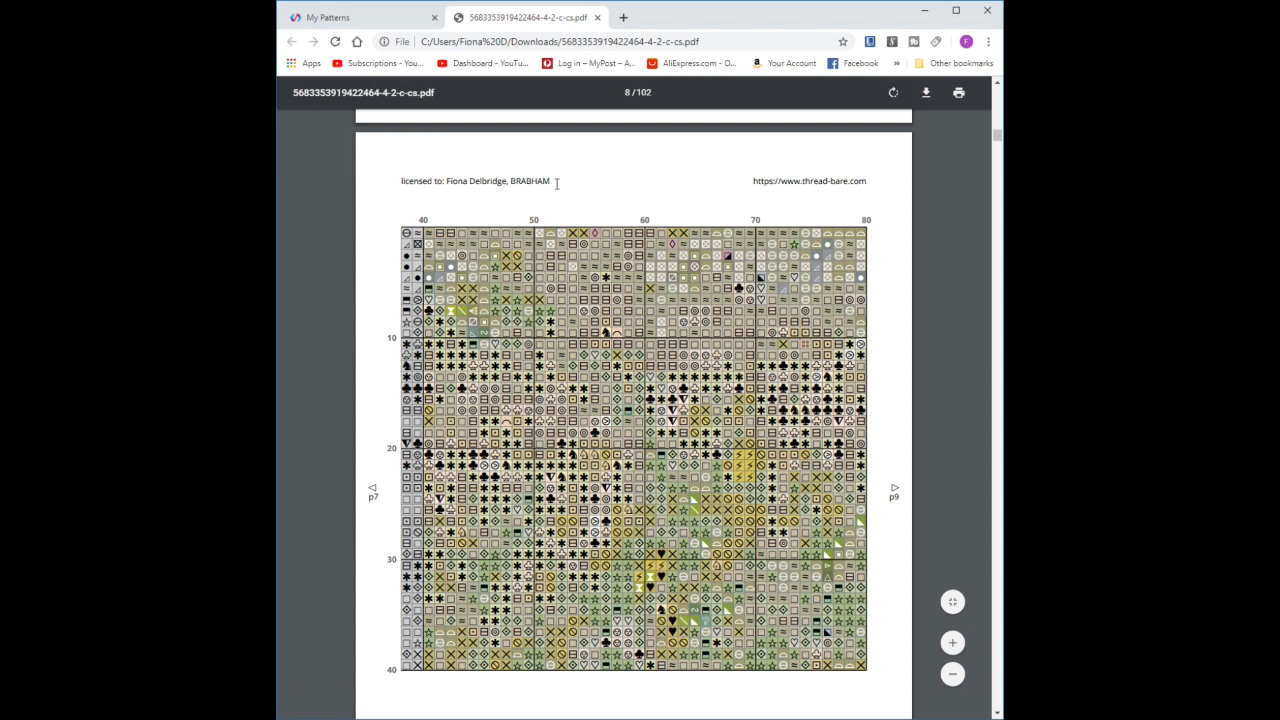 My Patterns
5683353919422464-4-2-c-cs.pdf
File C:/Users/Fiona%20D/Downloads/5683353919422464-4-2-c-cs.pdf
F
Apps Subscriptions - You... Dashboard - YouTu... Log in – MyPost – A... AliExpress.com - O... Your Account Facebook » Other bookmarks
5683353919422464-4-2-c-cs.pdf 8 / 102
licensed to: Fiona Delbridge, BRABHAM https://www.thread-bare.com
40 50 60 70 80
10
20
p7 p9
30
40